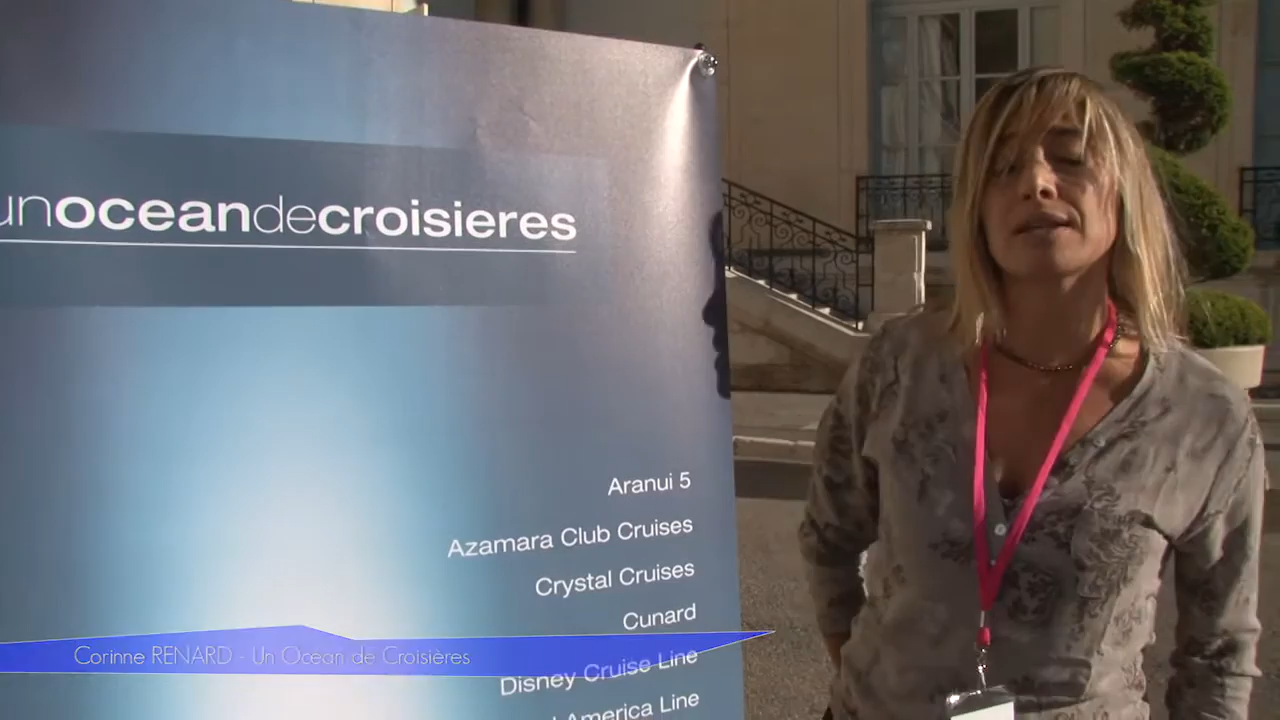 unoceandecroisieres
Aranui 5
Azamara Club Cruises
Crystal Cruises
Cunard
Disney Cruise Line
America Line
Corinne RENARD - Un Océan de Croisières